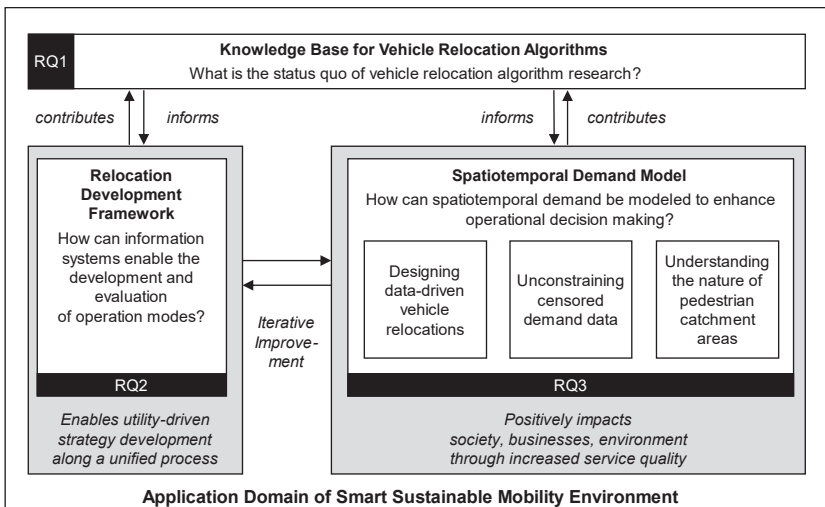 RQ1
Knowledge Base for Vehicle Relocation Algorithms
What is the status quo of vehicle relocation algorithm research?
contributes
informs
informs
contributes
Relocation
Development
Framework
How can information
systems enable the
development and
evaluation
of operation modes?
RQ2
Enables utility-driven
strategy development
along a unified process
Iterative
Improve-
ment
Spatiotemporal Demand Model
How can spatiotemporal demand be modeled to enhance
operational decision making?
Designing
data-driven
vehicle
relocations
Unconstraining
censored
demand data
Understanding
the nature of
pedestrian
catchment
areas
RQ3
Positively impacts
society, businesses, environment
through increased service quality
Application Domain of Smart Sustainable Mobility Environment